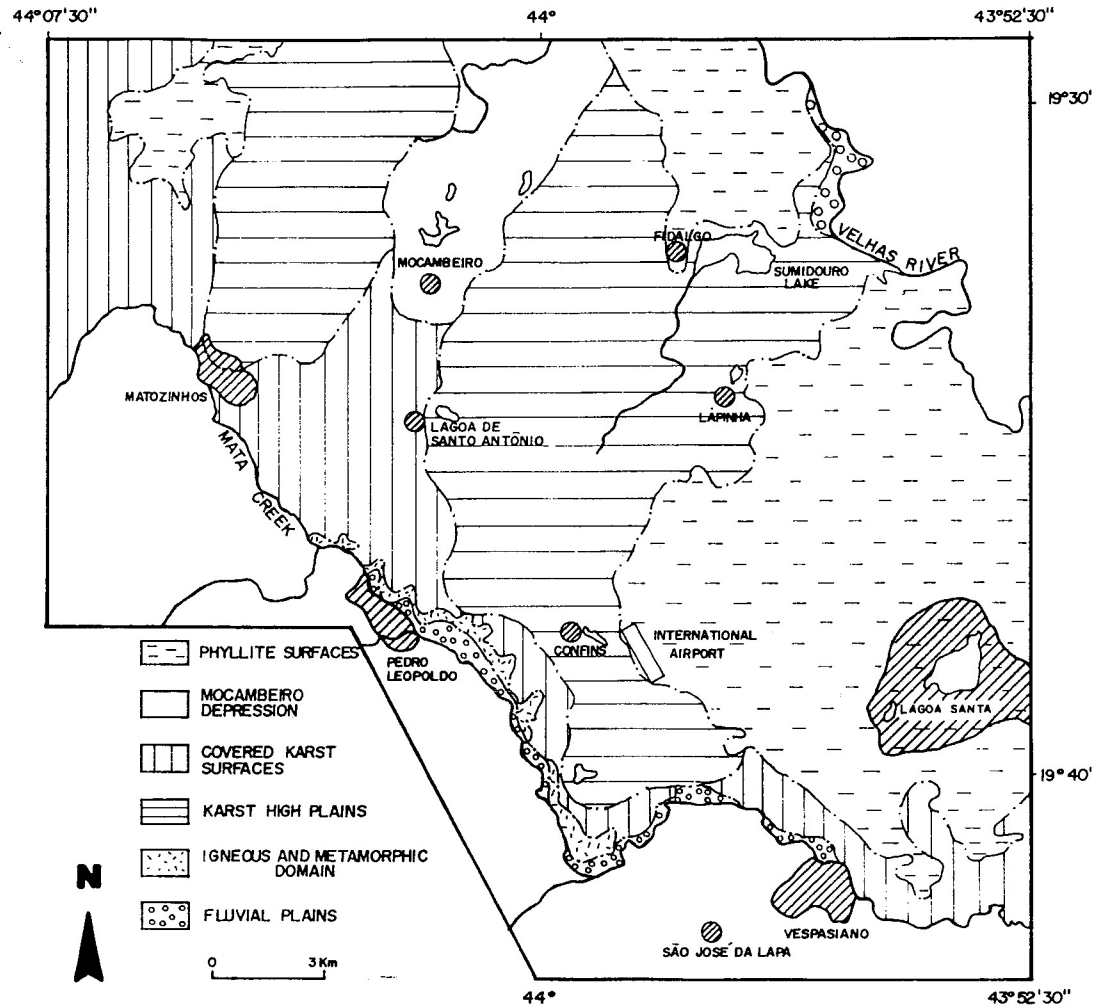 44°07'30"
44°
43°52'30"
19°30'
FIDALGO
VELHAS RIVER
MOCAMBEIRO
SUMIDOURO
LAKE
MATOZINHOS
LAPINHA
LAGOA DE
SANTO ANTÔNIO
MATA
CREEK
CONFINS
INTERNATIONAL
AIRPORT
PEDRO
LEOPOLDO
LAGOA SANTA
19°40'
PHYLLITE SURFACES
MOCAMBEIRO
DEPRESSION
COVERED KARST
SURFACES
KARST HIGH PLAINS
IGNEOUS AND METAMORPHIC
DOMAIN
FLUVIAL PLAINS
N
0 3 Km
VESPASIANO
SÃO JOSÉ DA LAPA
44°
43°52'30"